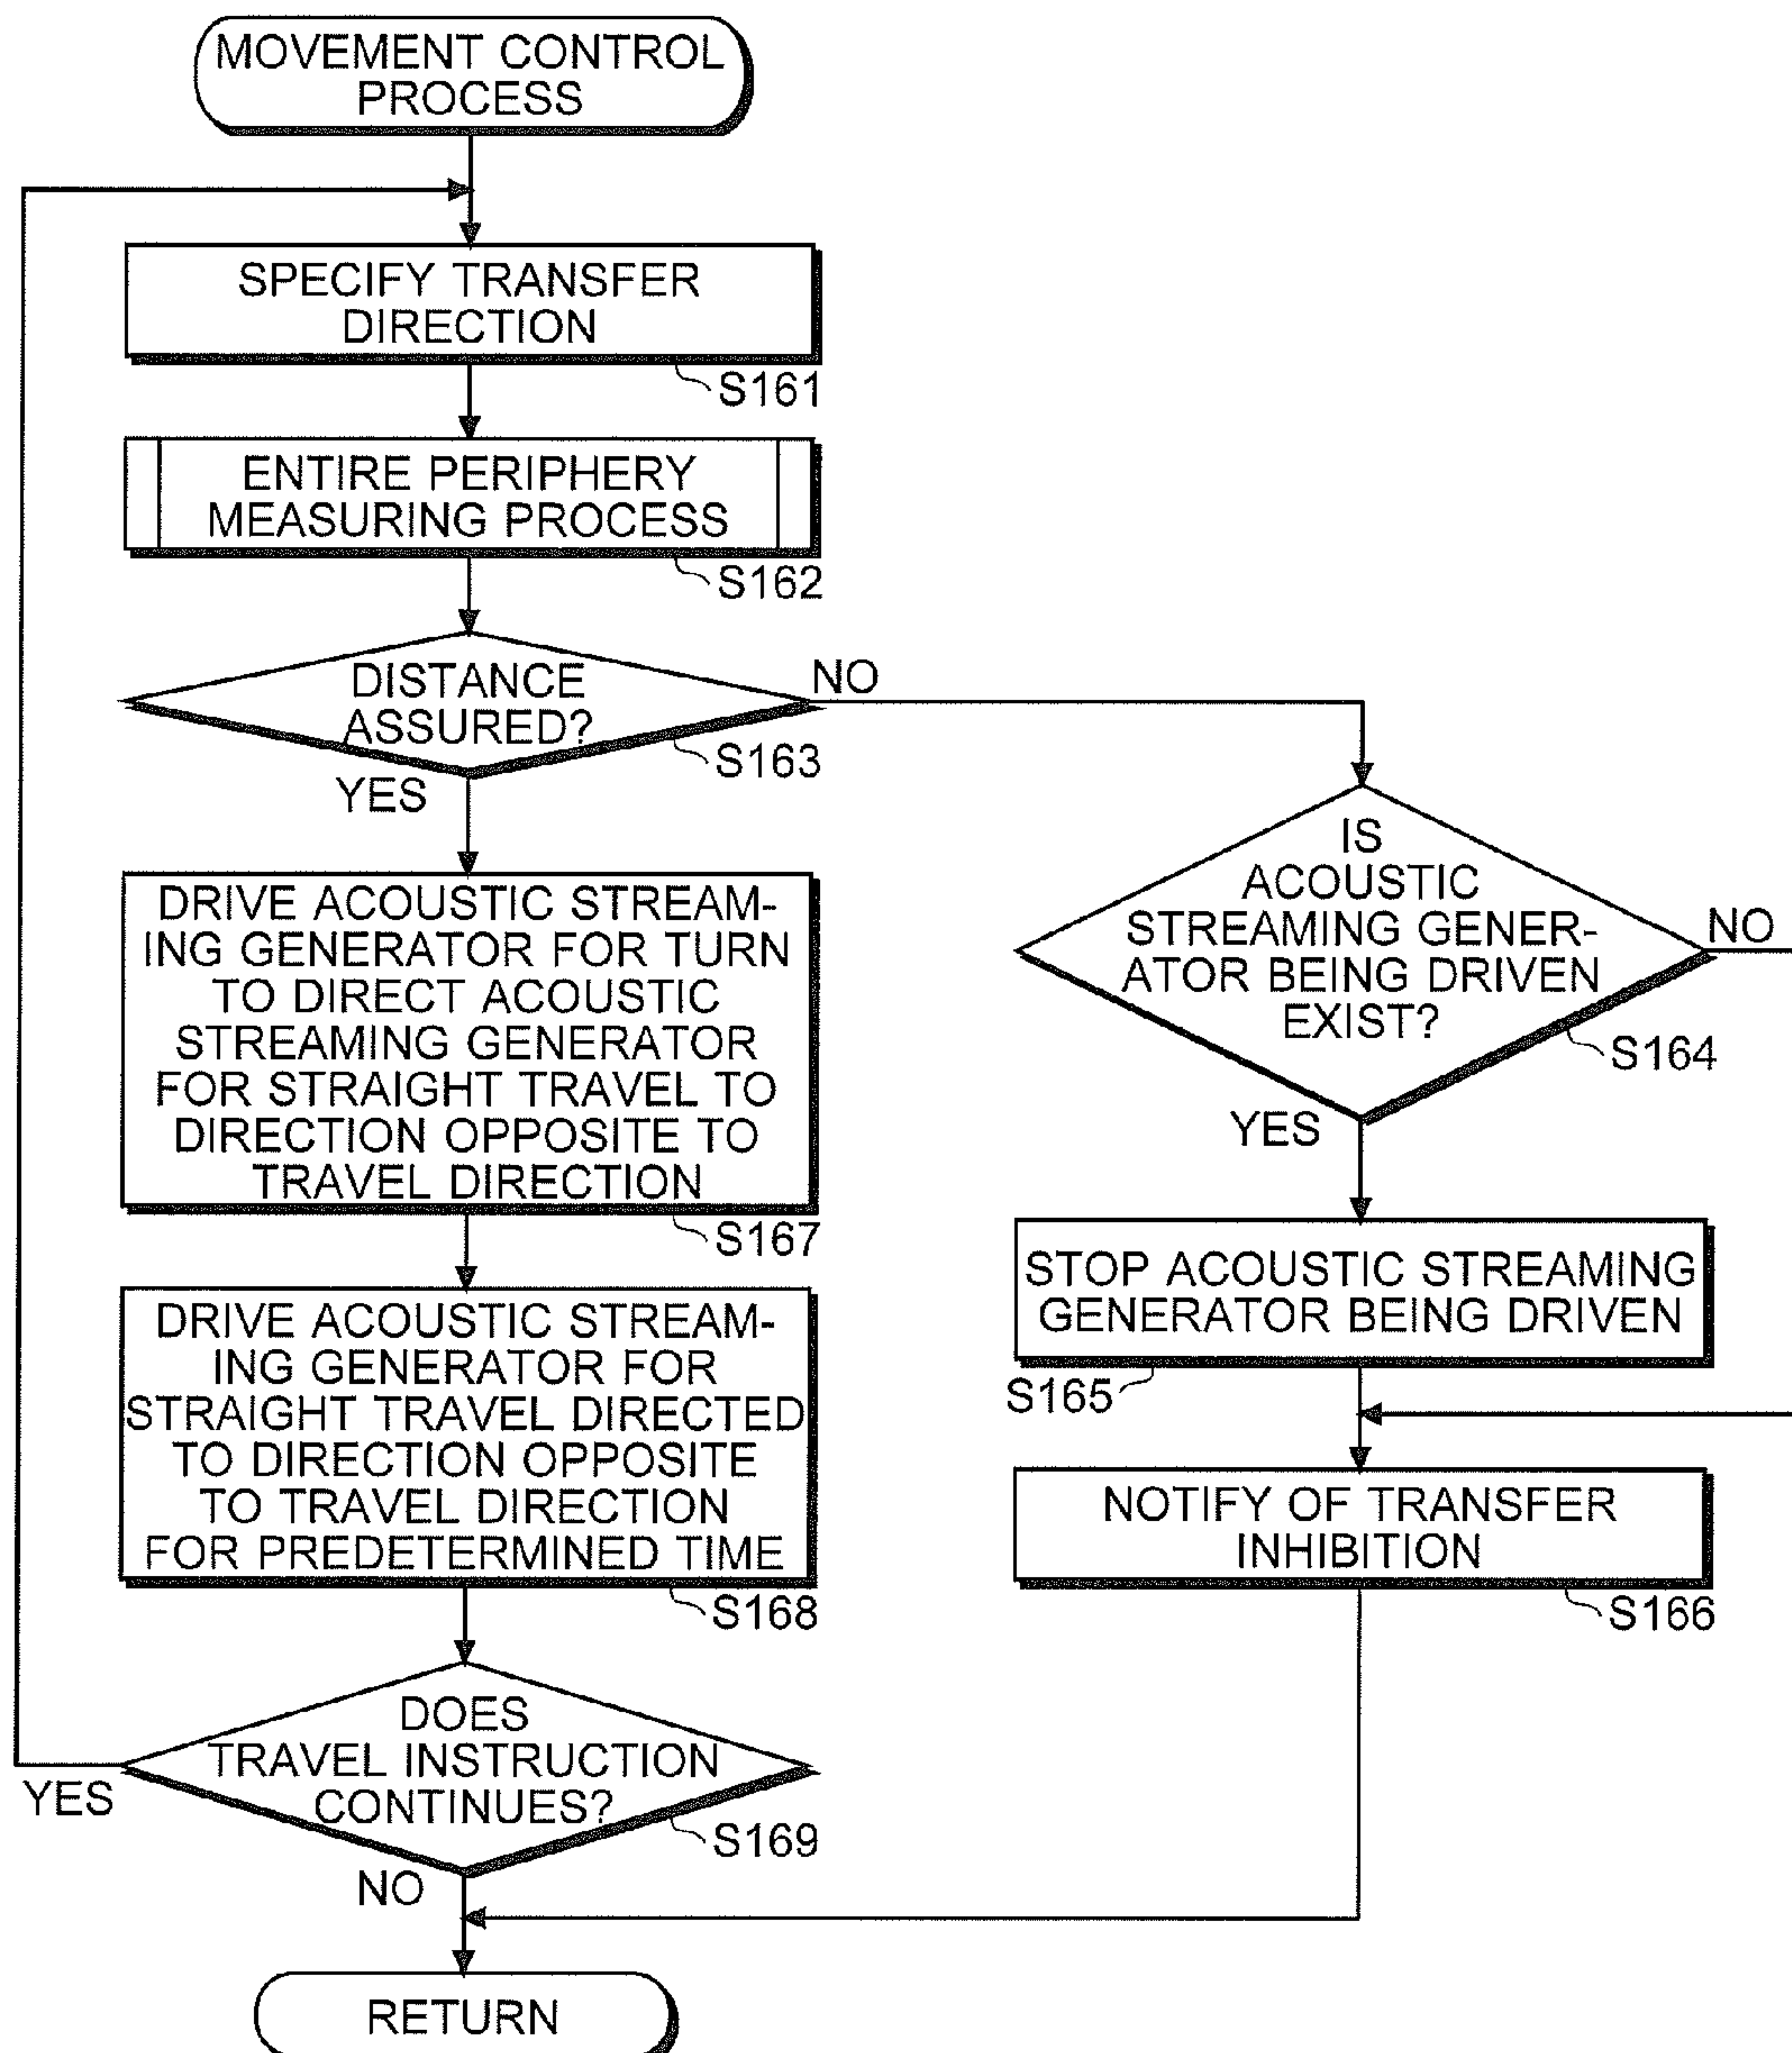 MOVEMENT CONTROL
PROCESS
SPECIFY TRANSFER
DIRECTION
S161
ENTIRE PERIPHERY
MEASURING PROCESS
S162
DISTANCE
ASSURED?
NO
S163
YES
IS
ACOUSTIC
STREAMING GENER-
ATOR BEING DRIVEN
EXIST?
NO
S164
YES
DRIVE ACOUSTIC STREAM-
ING GENERATOR FOR TURN
TO DIRECT ACOUSTIC
STREAMING GENERATOR
FOR STRAIGHT TRAVEL TO
DIRECTION OPPOSITE TO
TRAVEL DIRECTION
S167
STOP ACOUSTIC STREAMING
GENERATOR BEING DRIVEN
S165
DRIVE ACOUSTIC STREAM-
ING GENERATOR FOR
STRAIGHT TRAVEL DIRECTED
TO DIRECTION OPPOSITE
TO TRAVEL DIRECTION
FOR PREDETERMINED TIME
S168
NOTIFY OF TRANSFER
INHIBITION
S166
DOES
TRAVEL INSTRUCTION
CONTINUES?
YES
S169
NO
RETURN